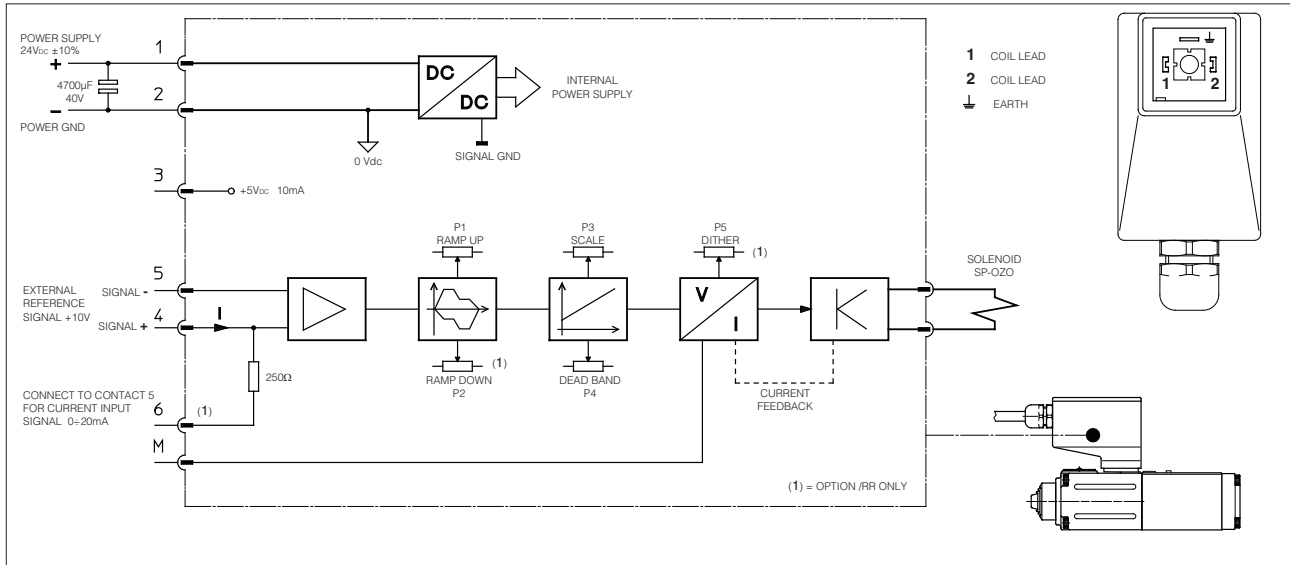 POWER SUPPLY
24VDC ±10%
+
4700µF
40V
-
POWER GND
1
2
DC
DC
INTERNAL
POWER SUPPLY
0 Vdc
SIGNAL GND
3
+5VDC 10mA
P1
RAMP UP
P3
SCALE
P5
DITHER
(1)
5
SIGNAL -
EXTERNAL
REFERENCE
SIGNAL +10V
4
SIGNAL +
I
V
I
K
SOLENOID
SP-OZO
RAMP DOWN
P2
(1)
DEAD BAND
P4
CURRENT
FEEDBACK
250Ω
CONNECT TO CONTACT 5
FOR CURRENT INPUT
SIGNAL 0÷20mA
6
(1)
M
(1) = OPTION /RR ONLY
1 COIL LEAD
2 COIL LEAD
EARTH
1
2